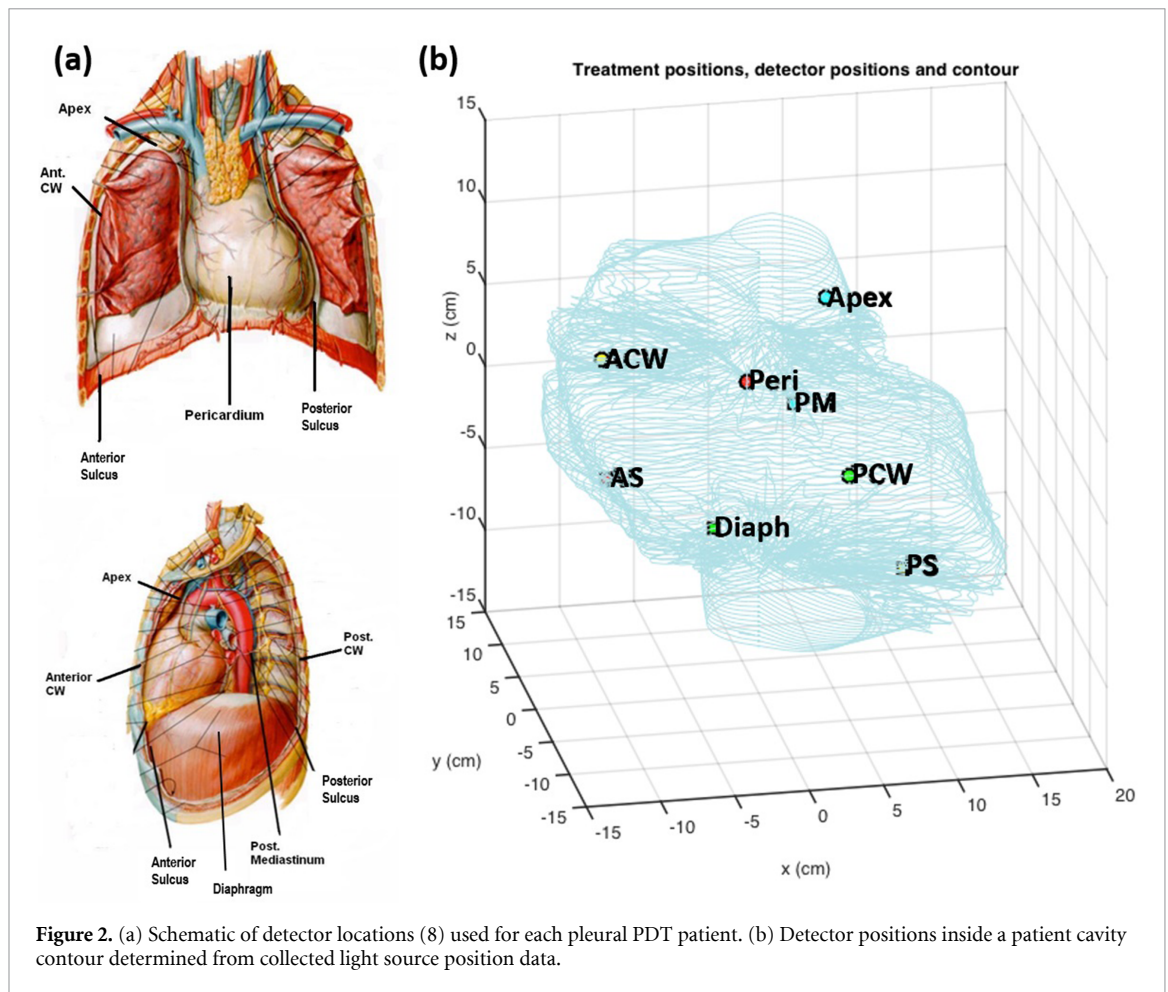 (a)
Apex
Ant.
CW
Pericardium
Posterior
Sulcus
Anterior
Sulcus
Apex
Post.
CW
Anterior
CW
Posterior
Sulcus
Anterior
Sulcus
Post.
Mediastinum
Diaphragm
(b)
Treatment positions, detector positions and contour
15
10
5
0
-5
-10
-15
z (cm)
Apex
ACW
Peri
PM
AS
PCW
Diaph
PS
15
10
5
0
-5
-10
-15
y (cm)
-15
-10
-5
0
5
10
15
20
x (cm)
Figure 2. (a) Schematic of detector locations (8) used for each pleural PDT patient. (b) Detector positions inside a patient cavity
contour determined from collected light source position data.